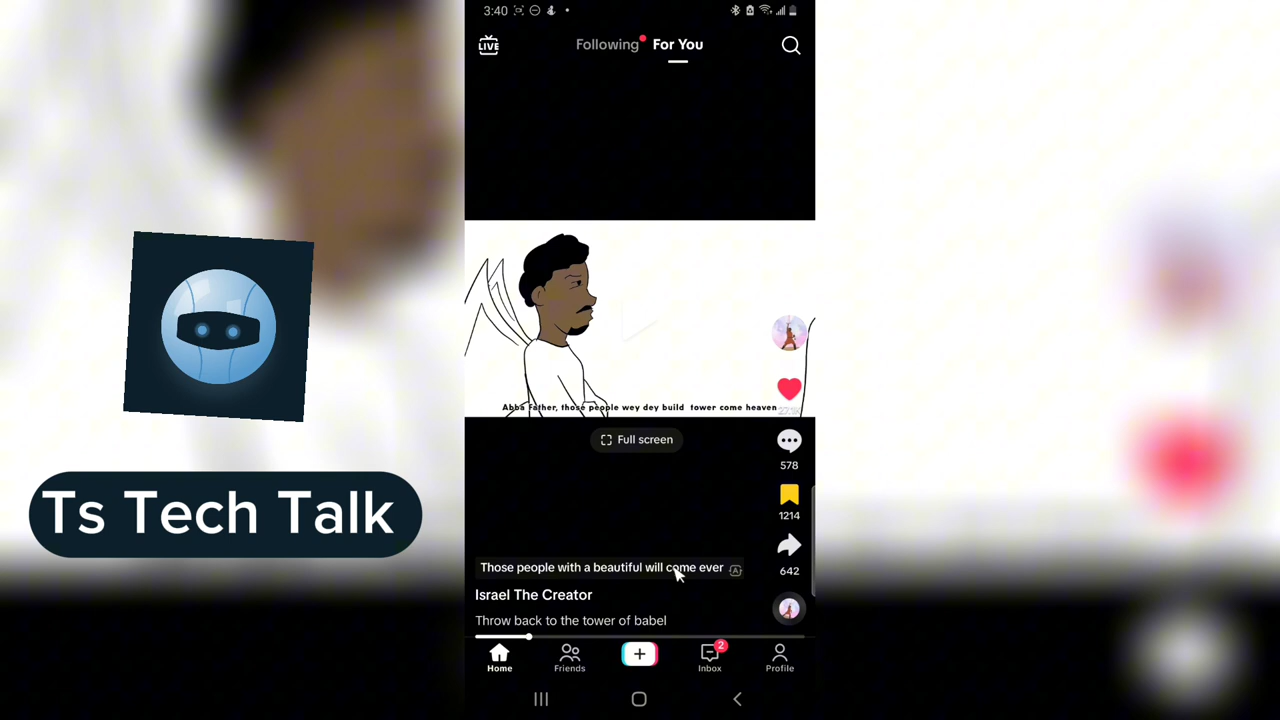 3:40
LIVE
Following
For You
Abba Father, those people wey dey build tower come heaven
Full screen
578
1214
642
Those people with a beautiful will come ever
Israel The Creator
Throw back to the tower of babel
Home
Friends
2
Inbox
Profile
Ts Tech Talk